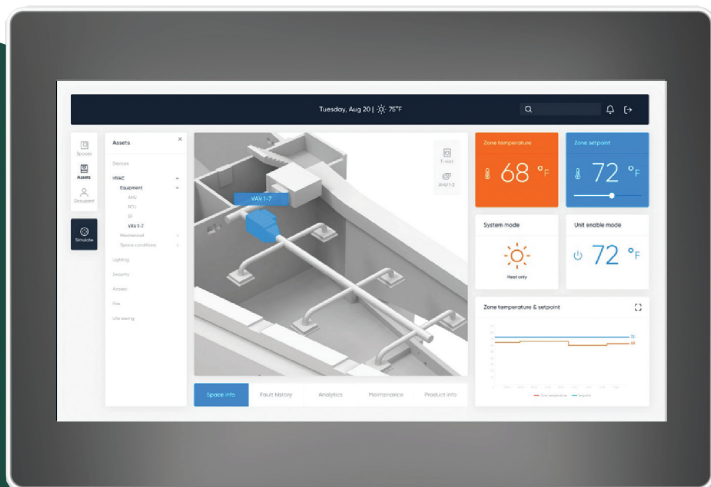 Tuesday, Aug 20 | 75°F
Spaces
Assets
Simulate
Assets
Devices
HVAC
Equipment
VAV 1-7
Mechanical
Space conditions
Lighting
Security
Access
Fire
Life safety
VAV 1-7
Zone temperature
68 °F
Zone setpoint
72 °F
System mode
Heat only
Unit enable mode
72 °F
Zone temperature & setpoint
Space info
Fault history
Analytics
Maintenance
Product info